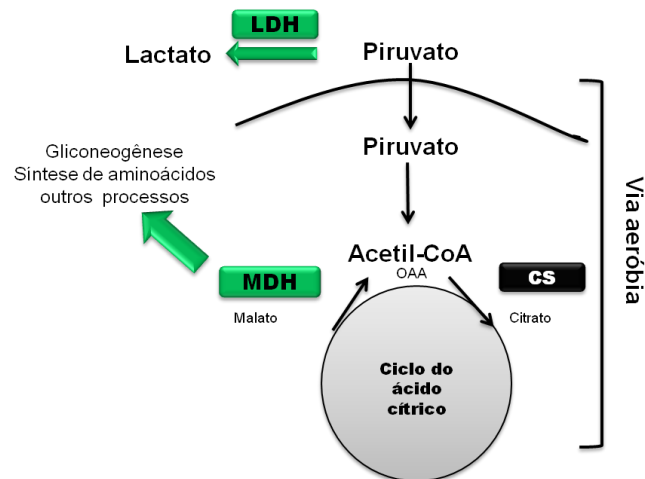 LDH
Lactato
Piruvato
Piruvato
Gliconeogênese
Sintese de aminoácidos
outros processos
Acetil-CoA
OAA
MDH
CS
Malato
Citrato
Ciclo do
ácido
cítrico
Via aeróbia